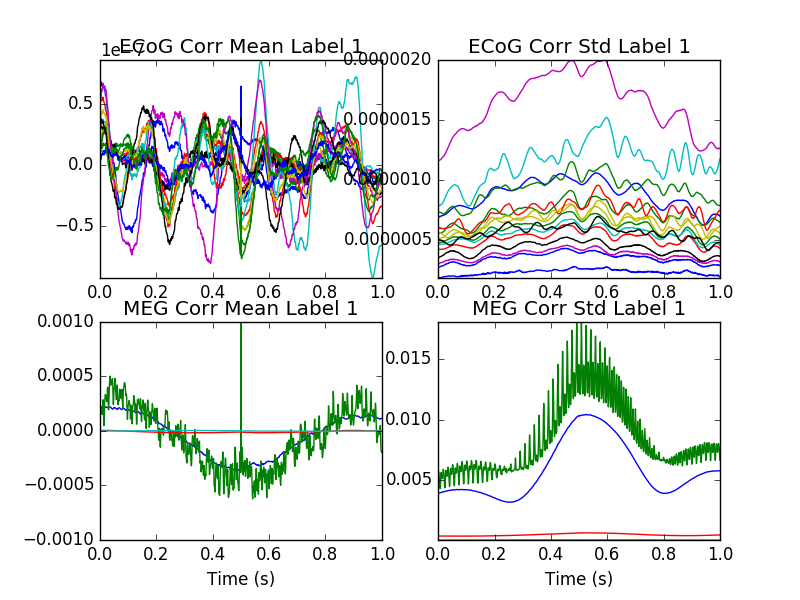 1e−7
ECoG Corr Mean Label 1
0.5
0.0
−0.5
0.0 0.2 0.4 0.6 0.8 1.0
ECoG Corr Std Label 1
0.0000020
0.0000015
0.0000010
0.0000005
0.0 0.2 0.4 0.6 0.8 1.0
MEG Corr Mean Label 1
0.0010
0.0005
0.0000
−0.0005
−0.0010
0.0 0.2 0.4 0.6 0.8 1.0
Time (s)
MEG Corr Std Label 1
0.015
0.010
0.005
0.0 0.2 0.4 0.6 0.8 1.0
Time (s)